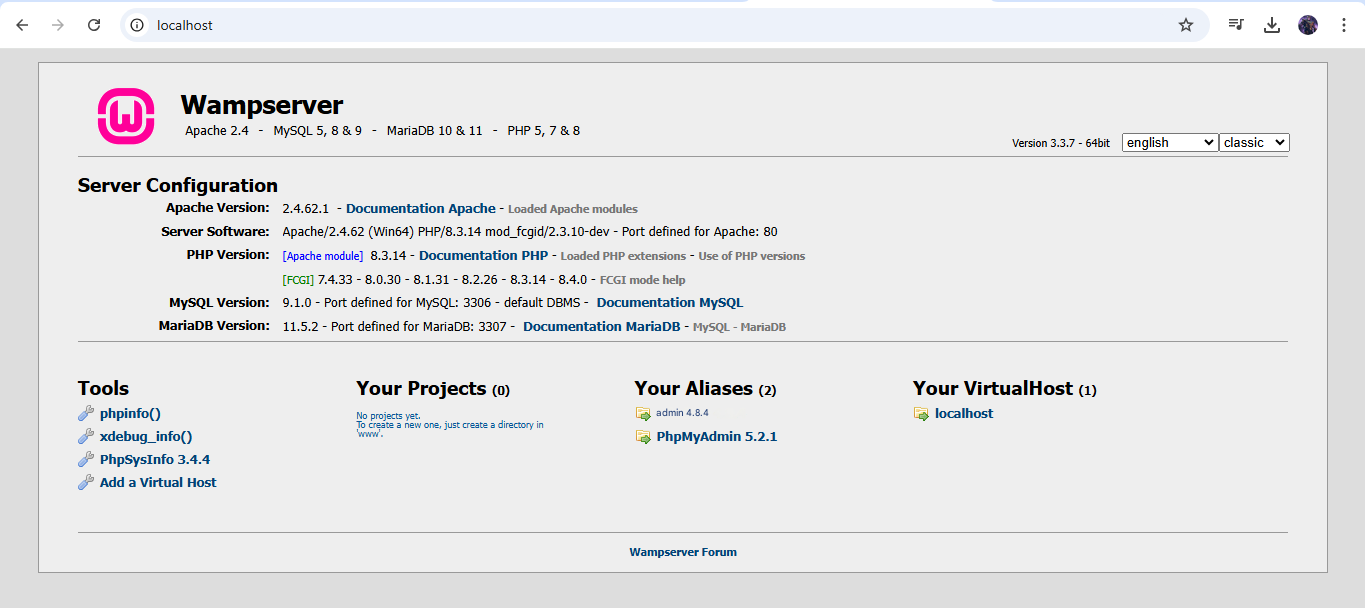 localhost
Wampserver
Apache 2.4 - MySQL 5, 8 & 9 - MariaDB 10 & 11 - PHP 5, 7 & 8
Version 3.3.7 - 64bit english classic
Server Configuration
Apache Version: 2.4.62.1 - Documentation Apache - Loaded Apache modules
Server Software: Apache/2.4.62 (Win64) PHP/8.3.14 mod_fcgid/2.3.10-dev - Port defined for Apache: 80
PHP Version: [Apache module] 8.3.14 - Documentation PHP - Loaded PHP extensions - Use of PHP versions
[FCGI] 7.4.33 - 8.0.30 - 8.1.31 - 8.2.26 - 8.3.14 - 8.4.0 - FCGI mode help
MySQL Version: 9.1.0 - Port defined for MySQL: 3306 - default DBMS - Documentation MySQL
MariaDB Version: 11.5.2 - Port defined for MariaDB: 3307 - Documentation MariaDB - MySQL - MariaDB
Tools
phpinfo()
xdebug_info()
PhpSysInfo 3.4.4
Add a Virtual Host
Your Projects (0)
No projects yet.
To create a new one, just create a directory in
'www'.
Your Aliases (2)
admin 4.8.4
PhpMyAdmin 5.2.1
Your VirtualHost (1)
localhost
Wampserver Forum